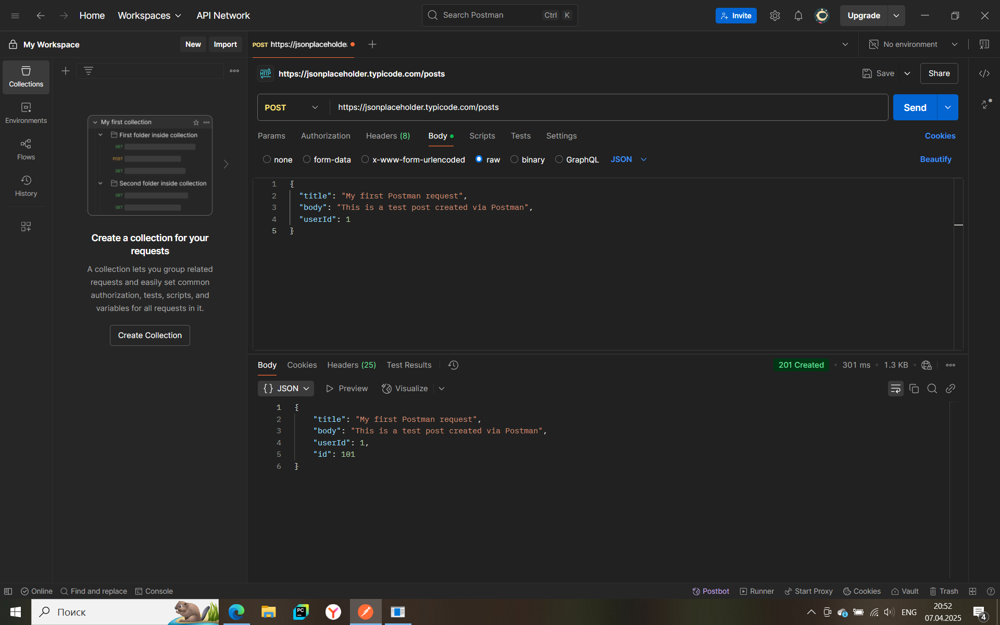 Home Workspaces API Network Search Postman Ctrl K Invite Upgrade
My Workspace New Import POST https://jsonplaceholde No environment
https://jsonplaceholder.typicode.com/posts Save Share
POST https://jsonplaceholder.typicode.com/posts Send
Params Authorization Headers (8) Body Scripts Tests Settings Cookies
none form-data x-www-form-urlencoded raw binary GraphQL JSON Beautify
Collections
Environments
Flows
History
My first collection
First folder inside collection
GET
POST
GET
Second folder inside collection
GET
GET
Create a collection for your
requests
A collection lets you group related
requests and easily set common
authorization, tests, scripts, and
variables for all requests in it.
Create Collection
1 {
2 "title": "My first Postman request",
3 "body": "This is a test post created via Postman",
4 "userId": 1
5 }
Body Cookies Headers (25) Test Results 201 Created 301 ms 1.3 KB
{} JSON Preview Visualize
1 {
2 "title": "My first Postman request",
3 "body": "This is a test post created via Postman",
4 "userId": 1,
5 "id": 101
6 }
Online Find and replace Console Postbot Runner Start Proxy Cookies Vault Trash
Поиск ENG 20:52
07.04.2025 4